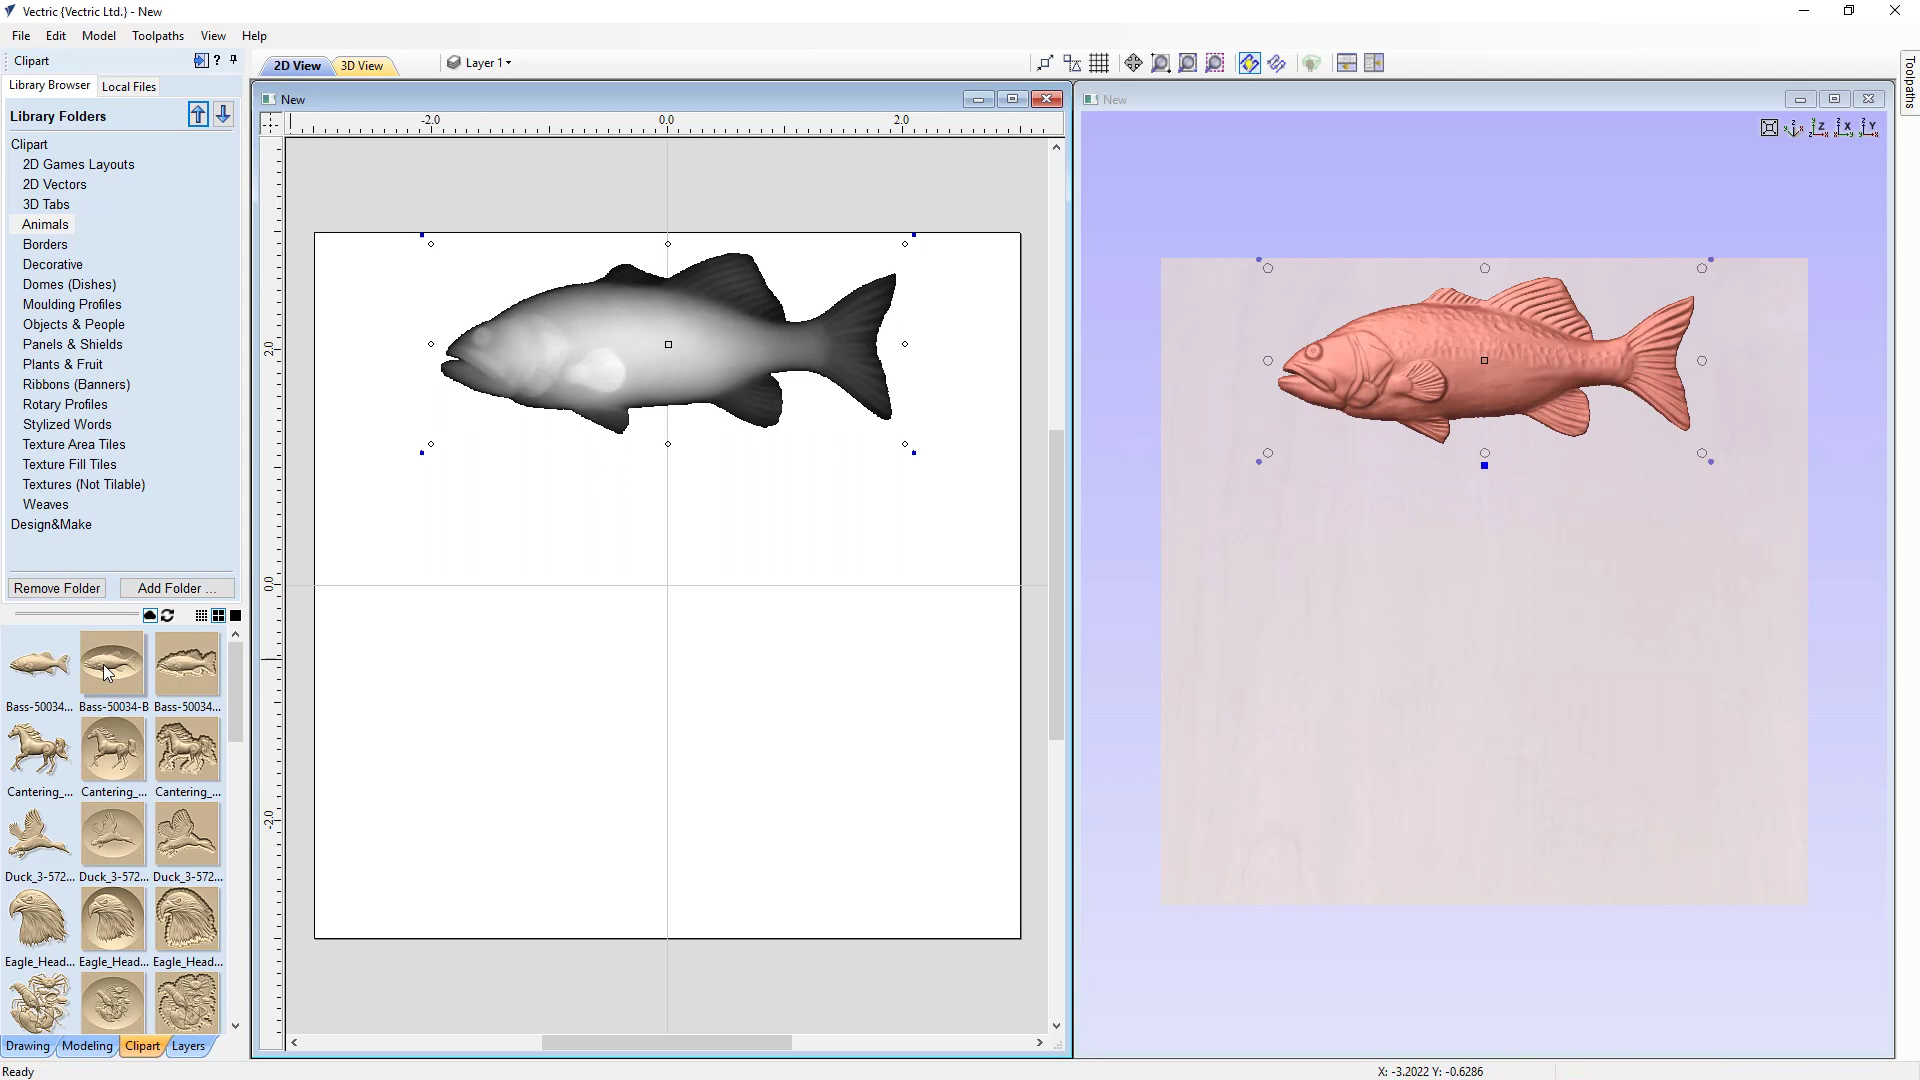 Vectric {Vectric Ltd.} - New
File Edit Model Toolpaths View Help
Clipart ?
Library Browser Local Files
Library Folders
Clipart
2D Games Layouts
2D Vectors
3D Tabs
Animals
Borders
Decorative
Domes (Dishes)
Moulding Profiles
Objects & People
Panels & Shields
Plants & Fruit
Ribbons (Banners)
Rotary Profiles
Stylized Words
Texture Area Tiles
Texture Fill Tiles
Textures (Not Tilable)
Weaves
Design&Make
Remove Folder Add Folder ...
Bass-50034... Bass-50034-B Bass-50034...
Cantering_... Cantering_... Cantering_...
Duck_3-572... Duck_3-572... Duck_3-572...
Eagle_Head... Eagle_Head... Eagle_Head...
Drawing Modeling Clipart Layers
Ready
2D View 3D View Layer 1
New
-2.0 0.0 2.0
2.0
0.0
-2.0
New
Toolpaths
X: -3.2022 Y: -0.6286